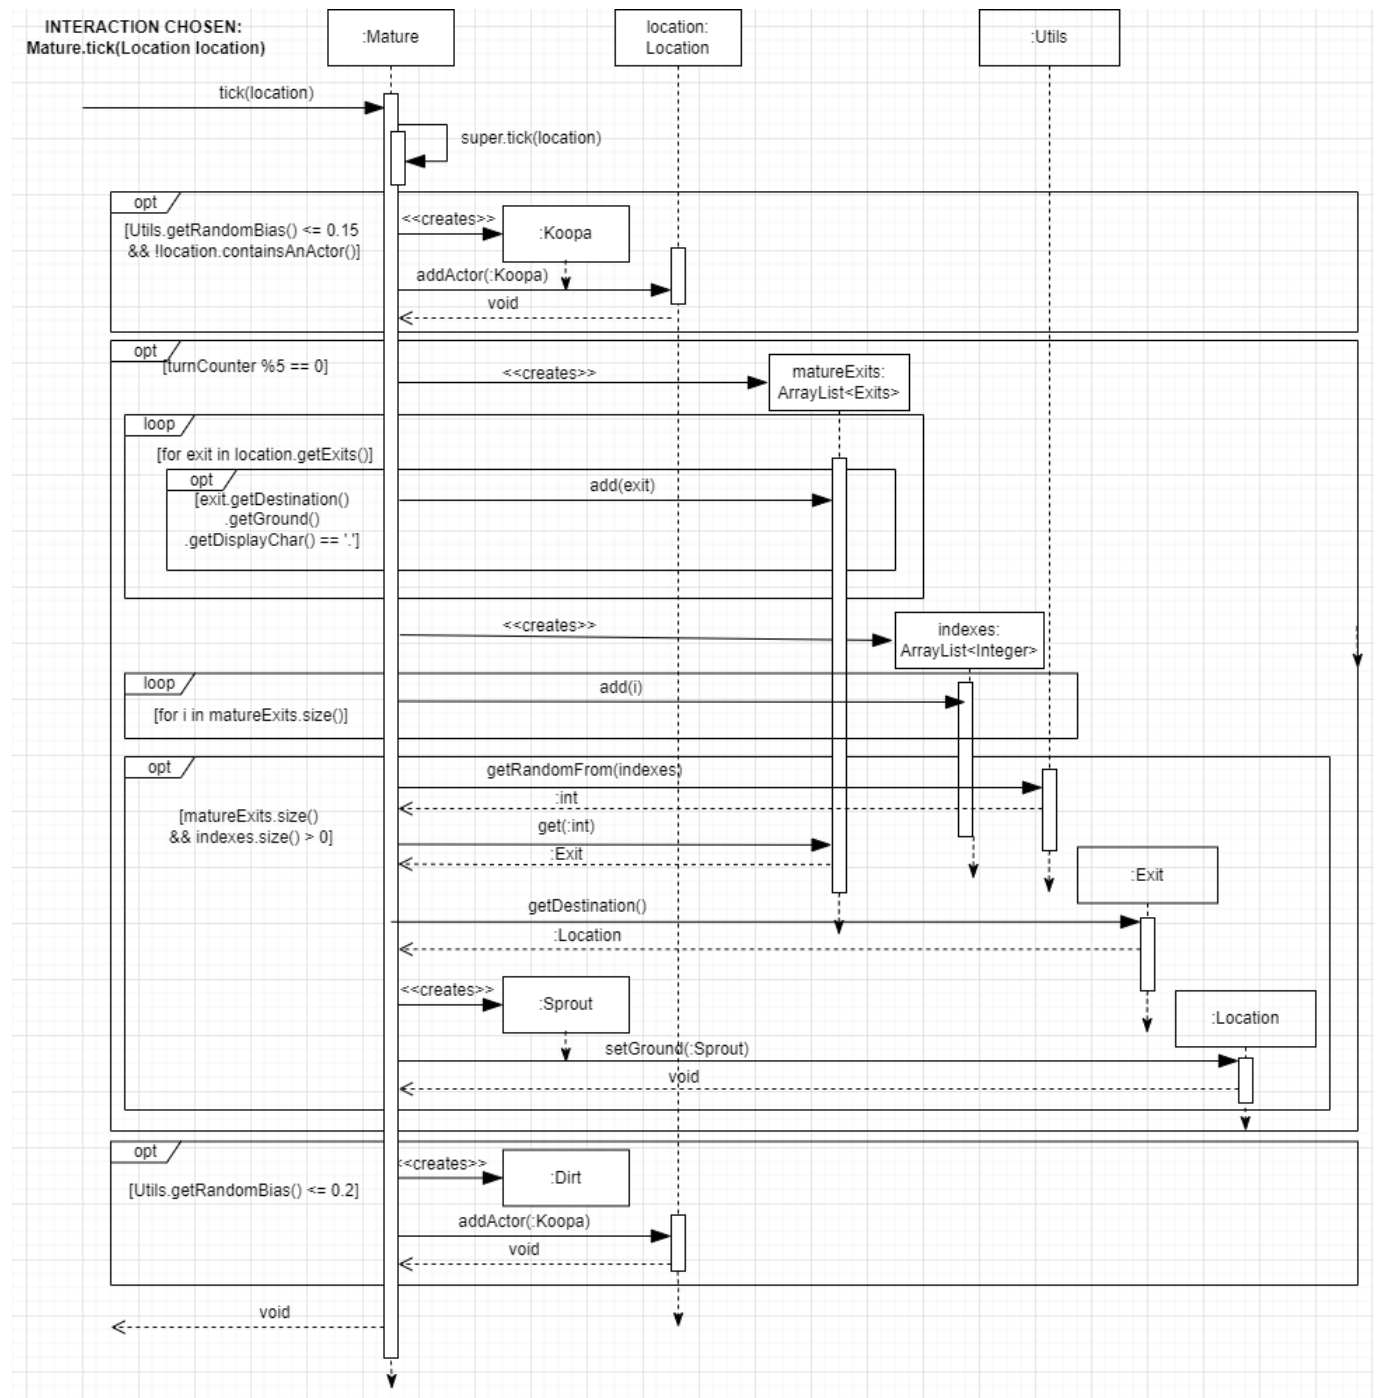 INTERACTION CHOSEN:
Mature.tick(Location location)
:Mature
location:
Location
:Utils
tick(location)
super.tick(location)
opt
[Utils.getRandomBias() <= 0.15
&& !location.containsAnActor()]
<<creates>>
:Koopa
addActor(:Koopa)
void
opt
[turnCounter %5 == 0]
<<creates>>
matureExits:
ArrayList<Exits>
loop
[for exit in location.getExits()]
opt
[exit.getDestination()
.getGround()
.getDisplayChar() == '.']
add(exit)
<<creates>>
indexes:
ArrayList<Integer>
loop
[for i in matureExits.size()]
add(i)
opt
[matureExits.size()
&& indexes.size() > 0]
getRandomFrom(indexes)
:int
get(:int)
:Exit
:Exit
getDestination()
:Location
<<creates>>
:Sprout
:Location
setGround(:Sprout)
void
opt
[Utils.getRandomBias() <= 0.2]
<<creates>>
:Dirt
addActor(:Koopa)
void
void